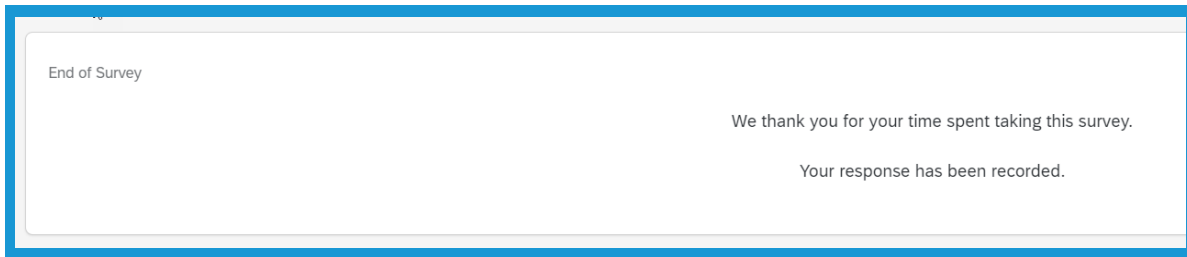 End of Survey
We thank you for your time spent taking this survey.
Your response has been recorded.